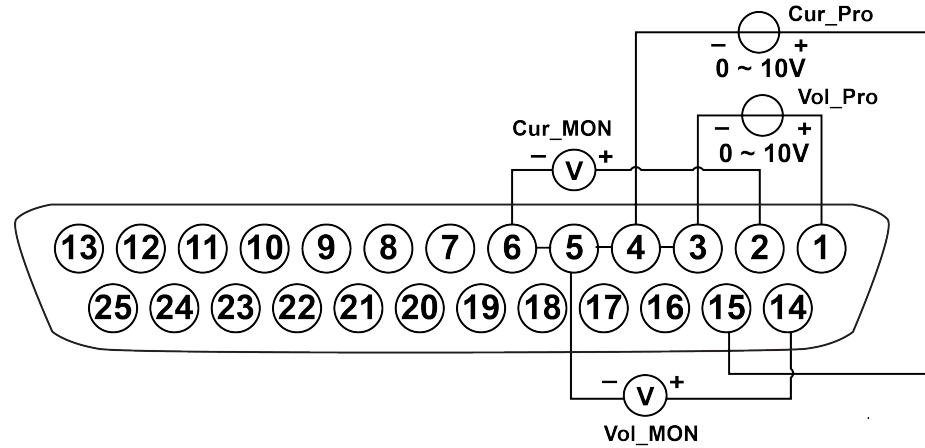 Cur_Pro
– +
0 ~ 10V
Vol_Pro
– +
0 ~ 10V
Cur_MON
– V +
13 12 11 10 9 8 7 6 5 4 3 2 1
25 24 23 22 21 20 19 18 17 16 15 14
– V +
Vol_MON